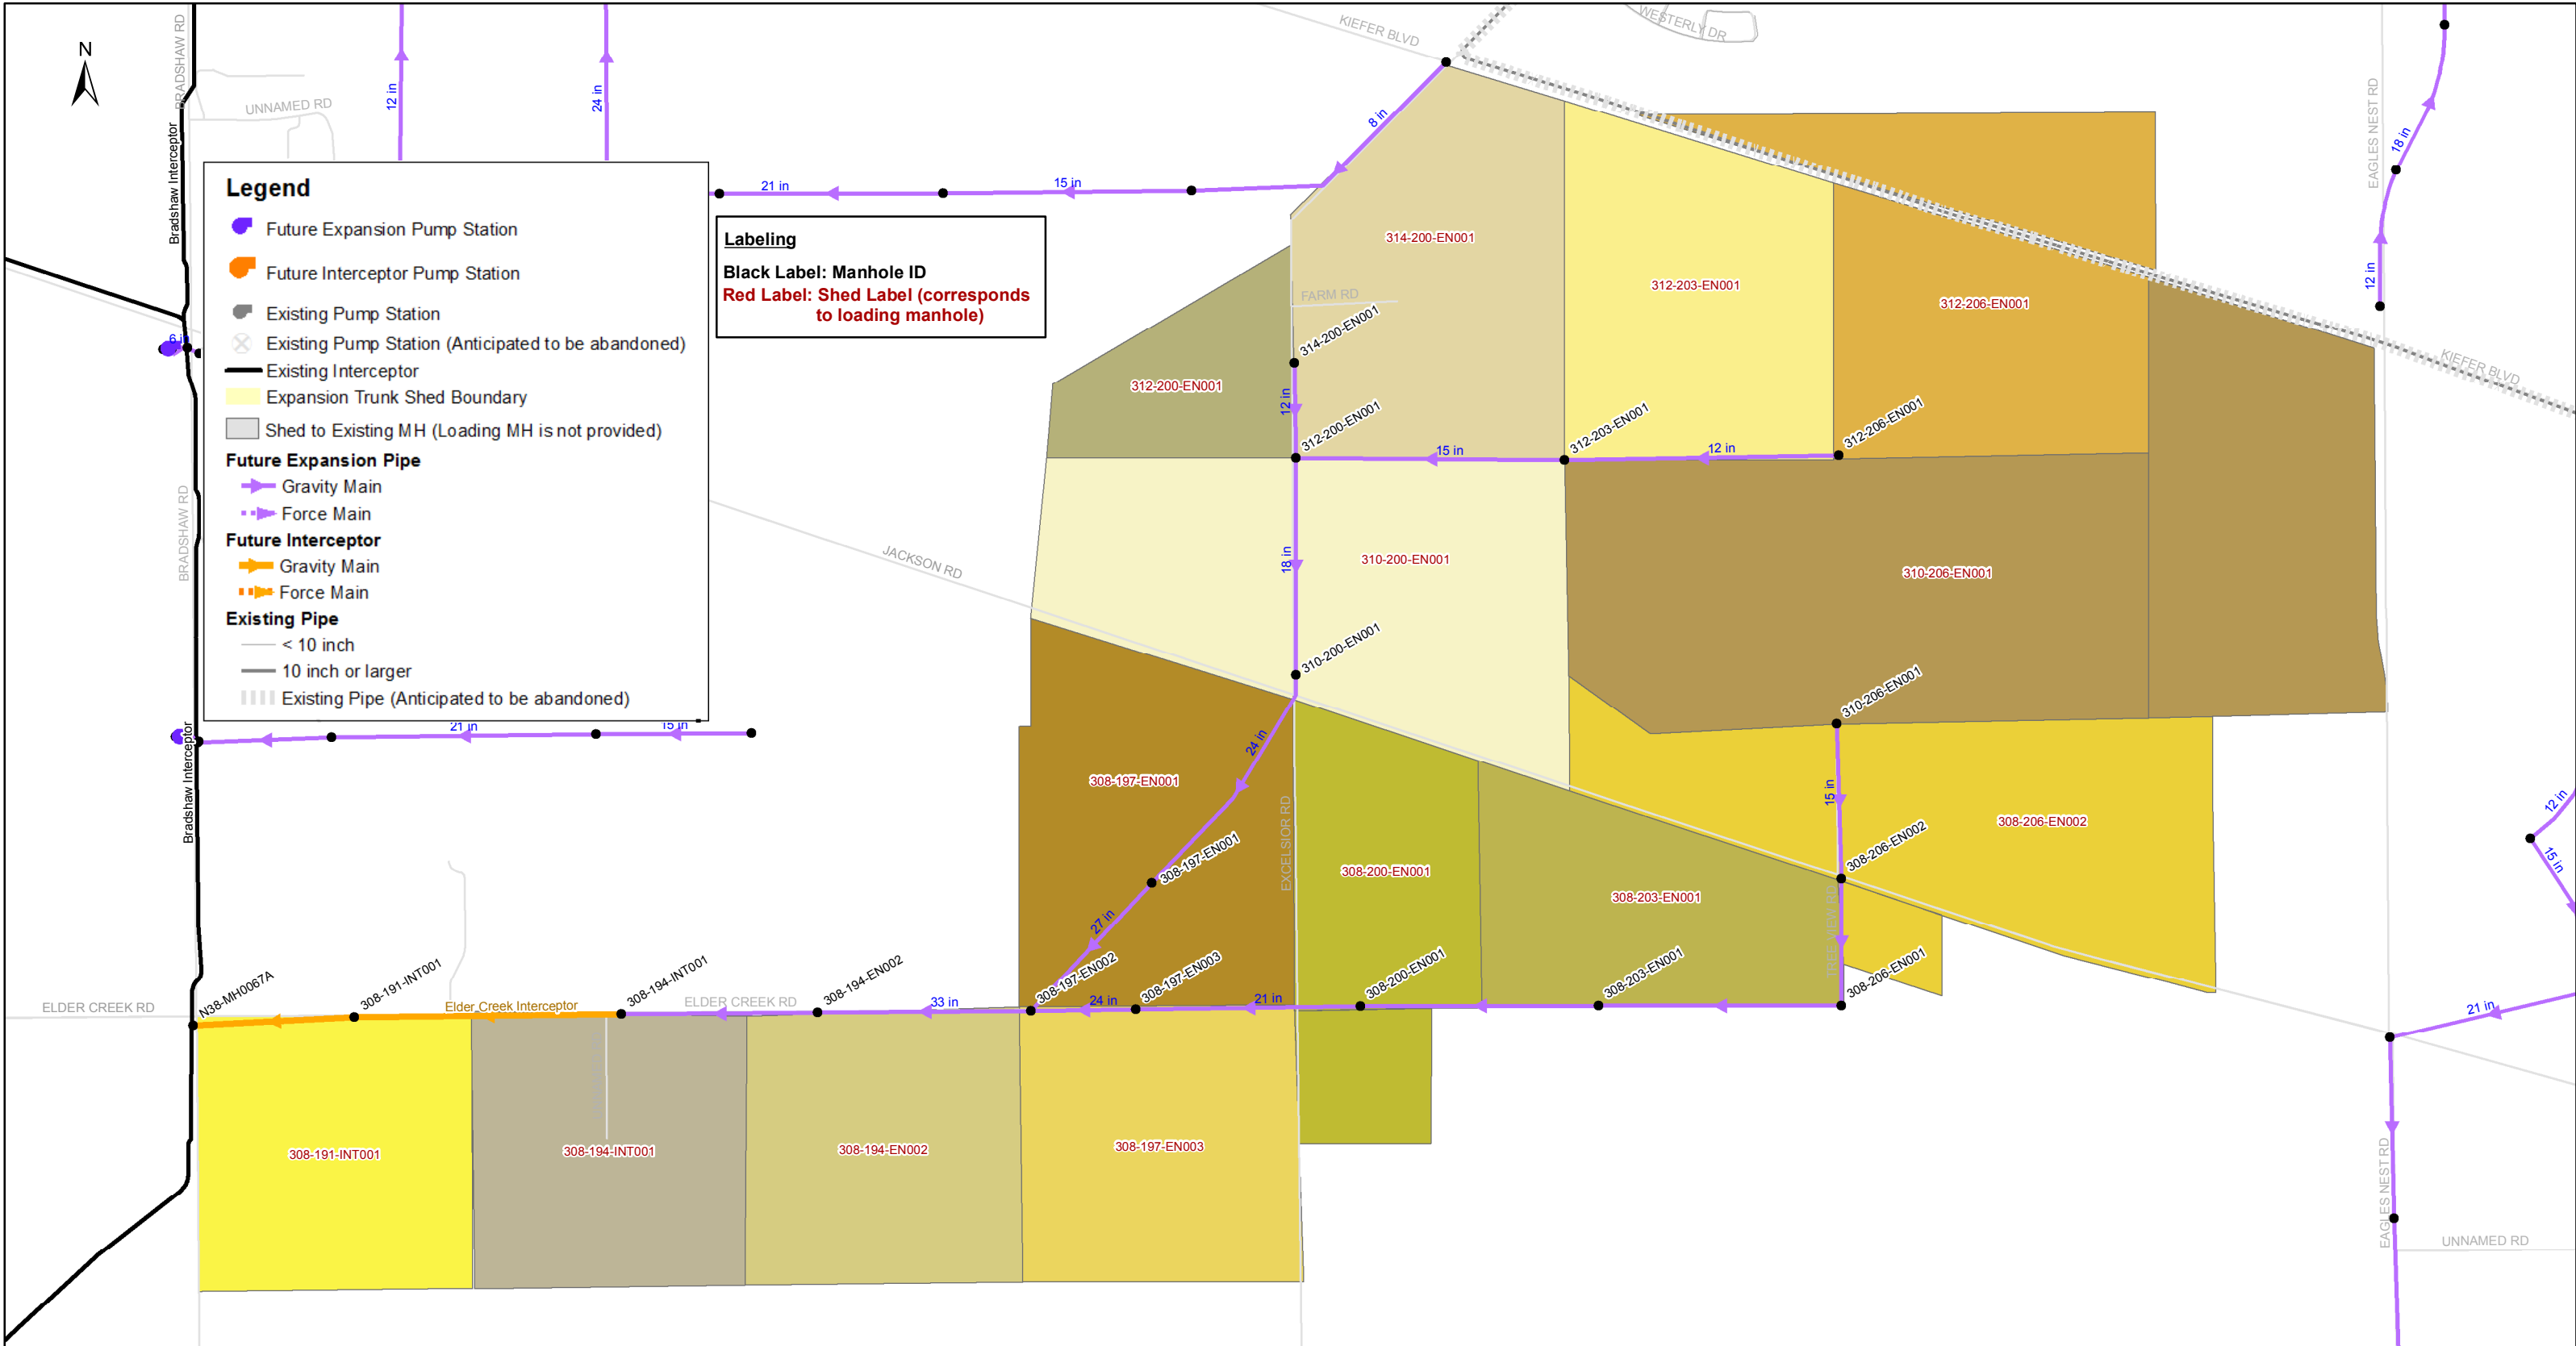 KIEFER BLVD
WESTERLY DR
BRADSHAW RD
N
UNNAMED RD
12 in
24 in
8 in
EAGLES NEST RD
18 in
Bradshaw Interceptor
Legend
Future Expansion Pump Station
Future Interceptor Pump Station
Existing Pump Station
Existing Pump Station (Anticipated to be abandoned)
Existing Interceptor
Expansion Trunk Shed Boundary
Shed to Existing MH (Loading MH is not provided)
Future Expansion Pipe
Gravity Main
Force Main
Future Interceptor
Gravity Main
Force Main
Existing Pipe
< 10 inch
10 inch or larger
Existing Pipe (Anticipated to be abandoned)
21 in
15 in
Labeling
Black Label: Manhole ID
Red Label: Shed Label (corresponds
to loading manhole)
314-200-EN001
312-203-EN001
312-206-EN001
12 in
FARM RD
314-200-EN001
6 in
KIEFER BLVD
312-200-EN001
12 in
312-200-EN001
312-203-EN001
312-206-EN001
15 in
12 in
BRADSHAW RD
JACKSON RD
18 in
310-200-EN001
310-206-EN001
310-200-EN001
310-206-EN001
21 in
15 in
Bradshaw Interceptor
24 in
308-197-EN001
15 in
12 in
308-206-EN002
EXCELSIOR RD
308-197-EN001
308-200-EN001
308-206-EN002
15 in
308-203-EN001
27 in
N38-MH0067A
308-191-INT001
308-194-INT001
308-194-EN002
308-197-EN002
308-197-EN003
308-200-EN001
308-203-EN001
308-206-EN001
ELDER CREEK RD
Elder Creek Interceptor
ELDER CREEK RD
33 in
24 in
21 in
21 in
308-191-INT001
308-194-INT001
308-194-EN002
308-197-EN003
EAGLES NEST RD
UNNAMED RD